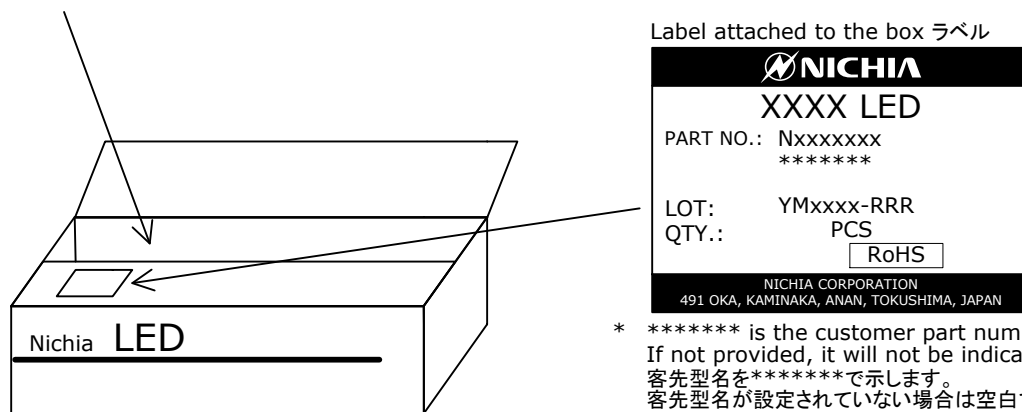 Label attached to the box ラベル
NICHIA
XXXX LED
PART NO.: Nxxxxxxx
*******
LOT: YMxxxx-RRR
QTY.: PCS
RoHS
NICHIA CORPORATION
491 OKA, KAMINAKA, ANAN, TOKUSHIMA, JAPAN
Nichia LED
* ******* is the customer part num
If not provided, it will not be indica
客先型名を*******で示します。
客先型名が設定されていない場合は空白